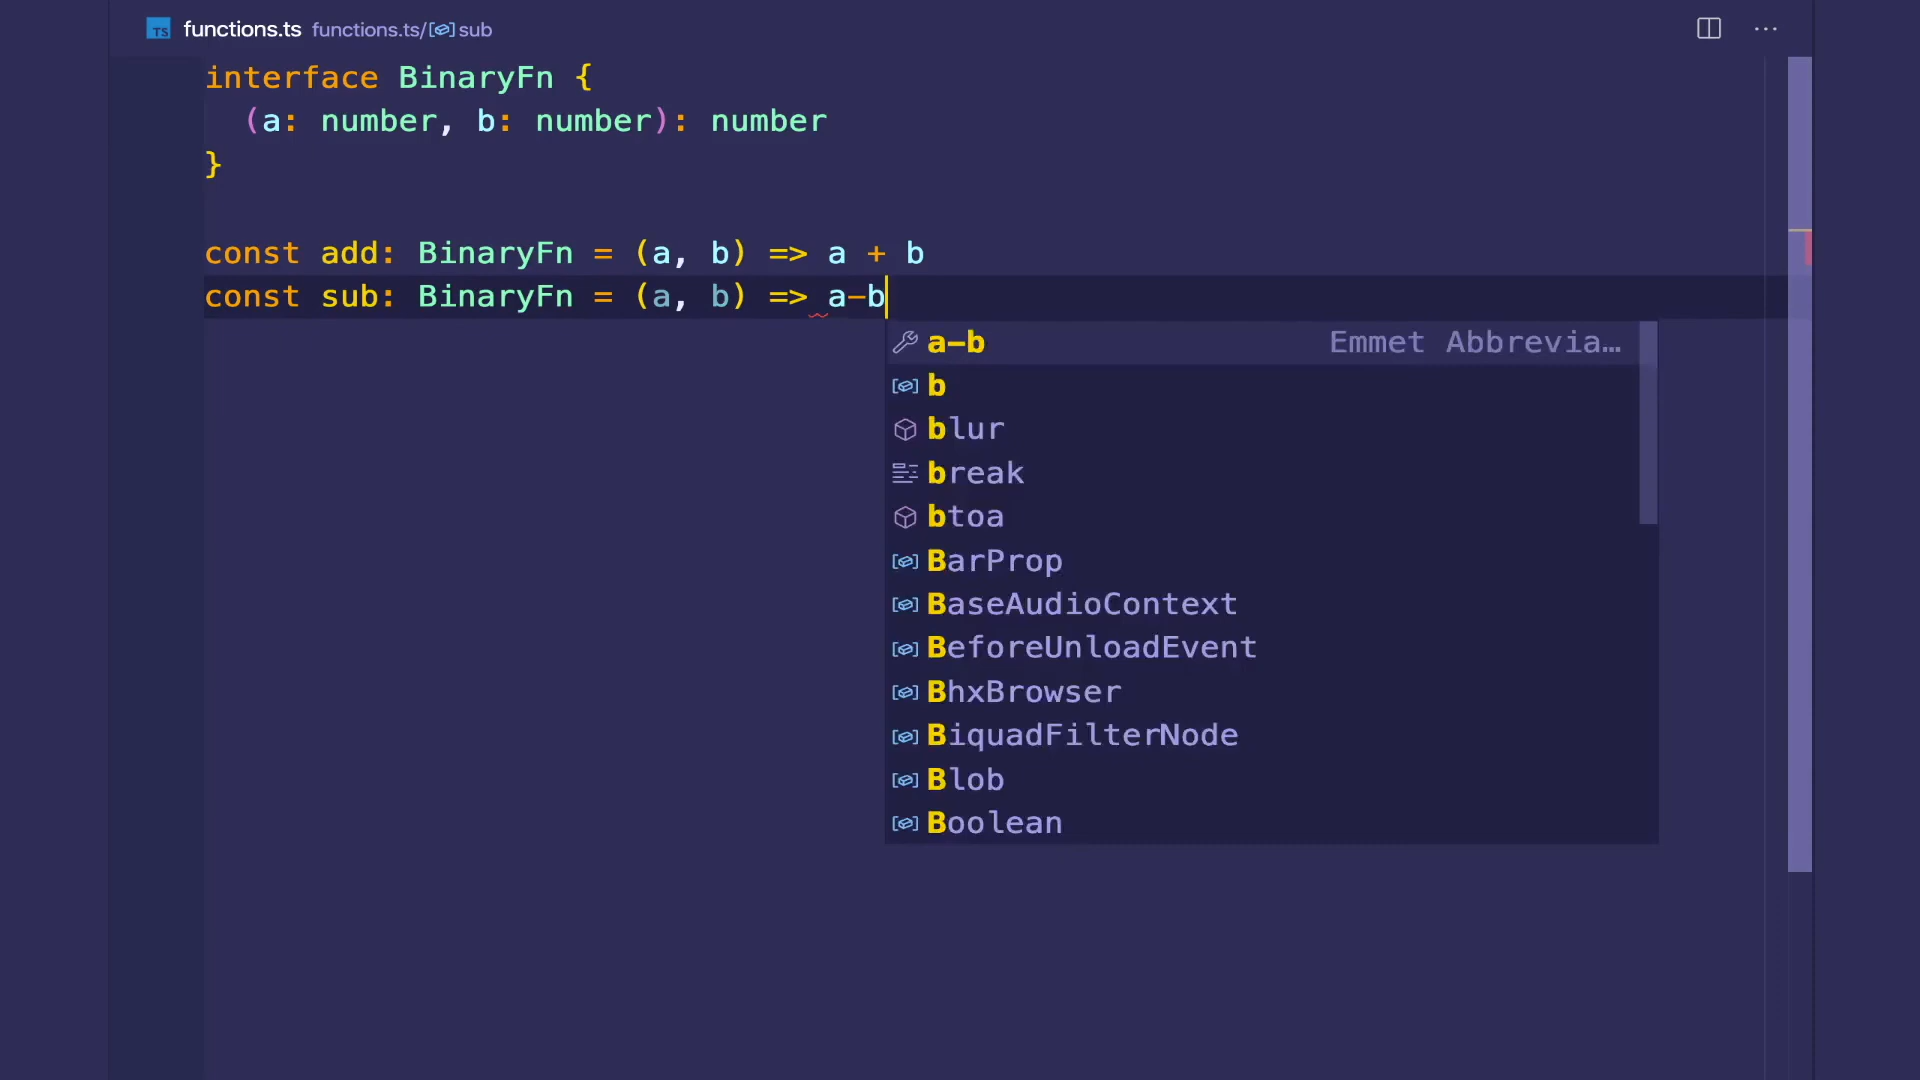 TS functions.ts functions.ts/sub
interface BinaryFn {
(a: number, b: number): number
}
const add: BinaryFn = (a, b) => a + b
const sub: BinaryFn = (a, b) => a-b
a-b Emmet Abbrevia…
b
blur
break
btoa
BarProp
BaseAudioContext
BeforeUnloadEvent
BhxBrowser
BiquadFilterNode
Blob
Boolean